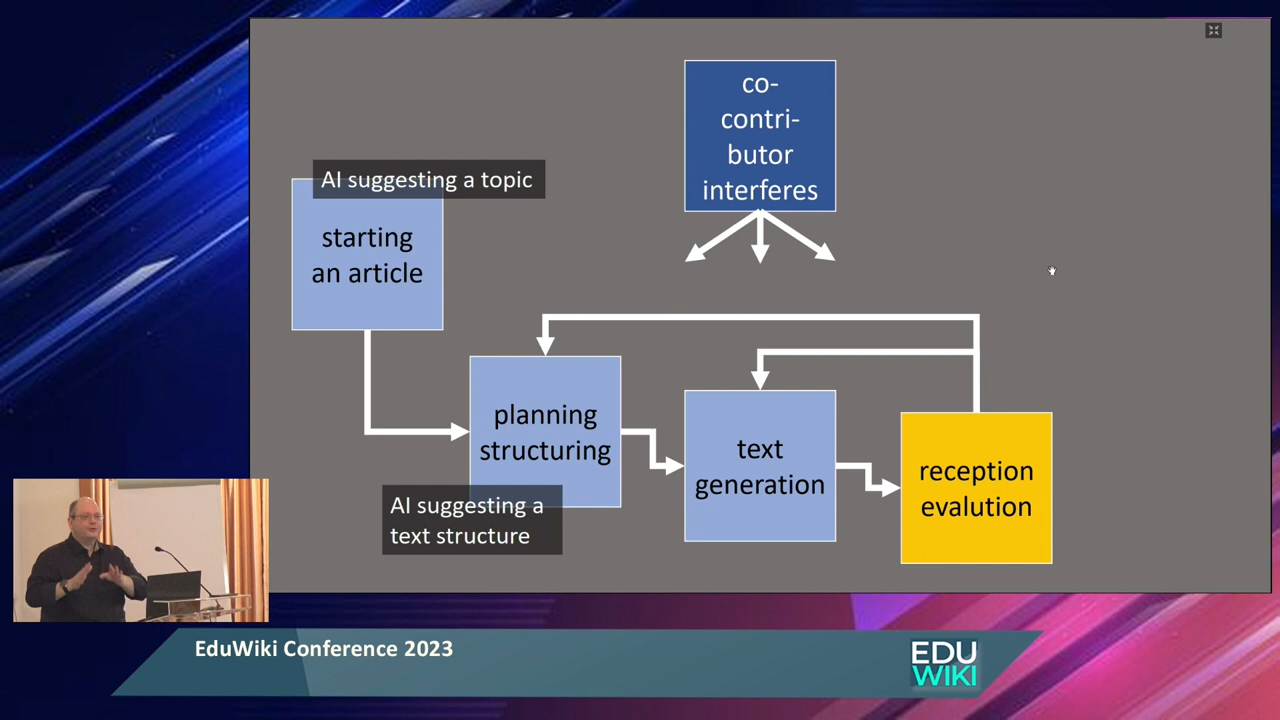 co-
contri-
butor
interferes
AI suggesting a topic
starting
an article
planning
structuring
AI suggesting a
text structure
text
generation
reception
evalution
EduWiki Conference 2023
EDU
WIKI